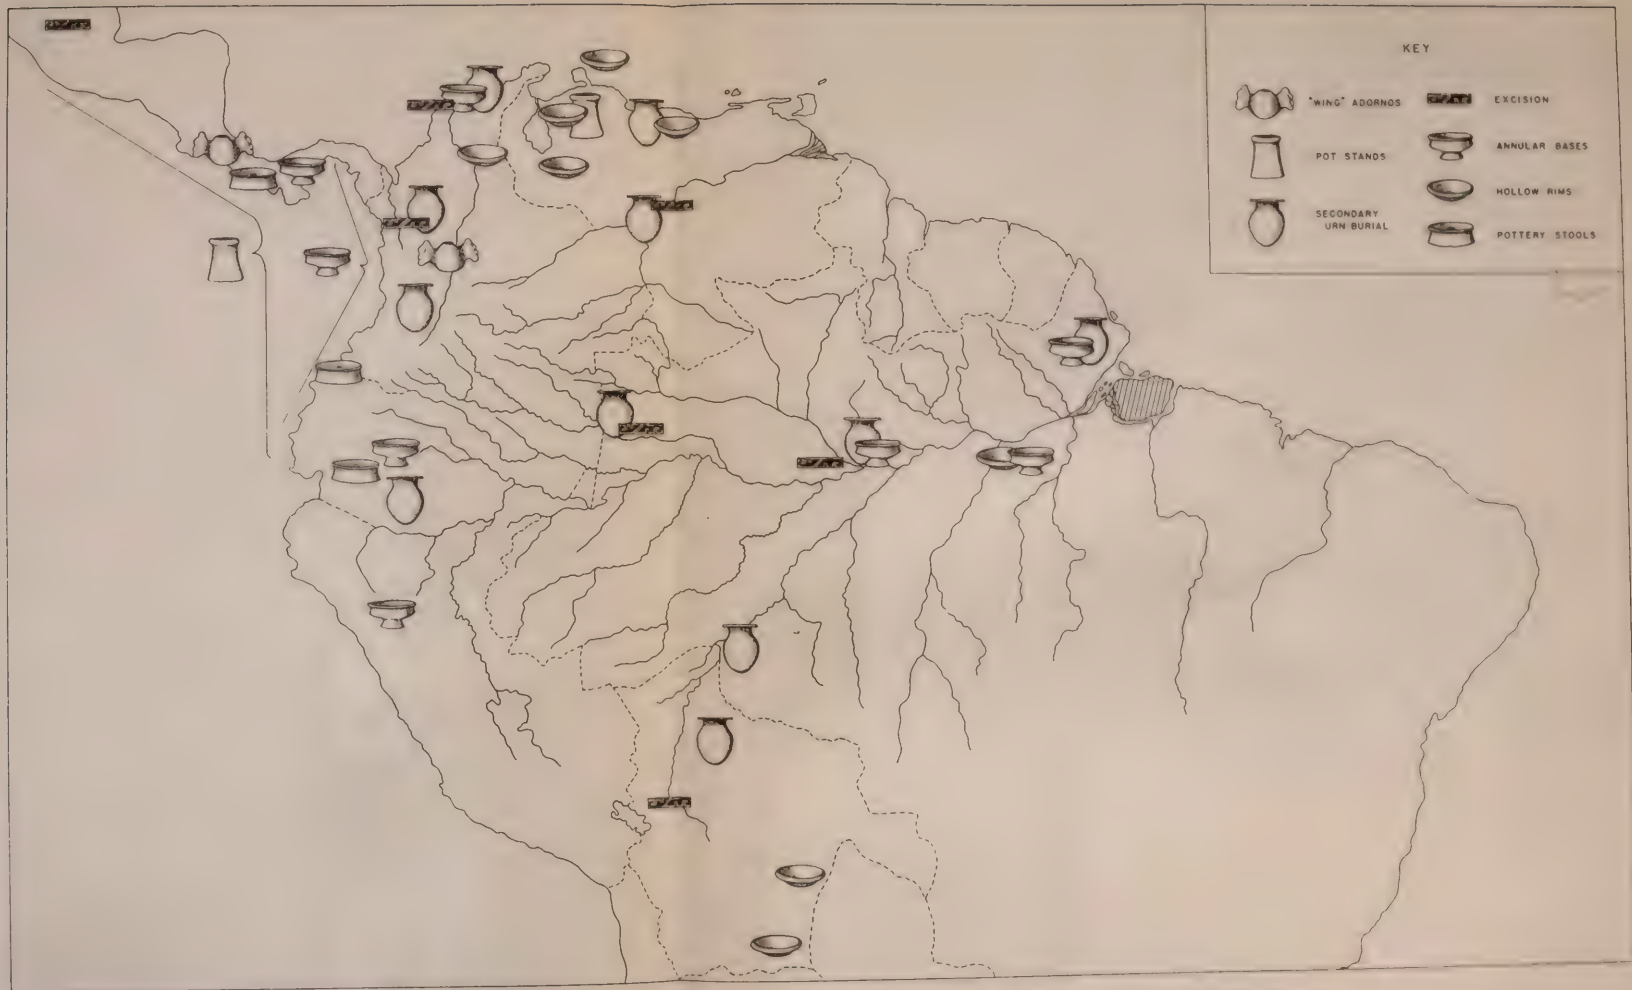 KEY
"WING" ADORNOS
POT STANDS
SECONDARY
URN BURIAL
EXCISION
ANNULAR BASES
HOLLOW RIMS
POTTERY STOOLS